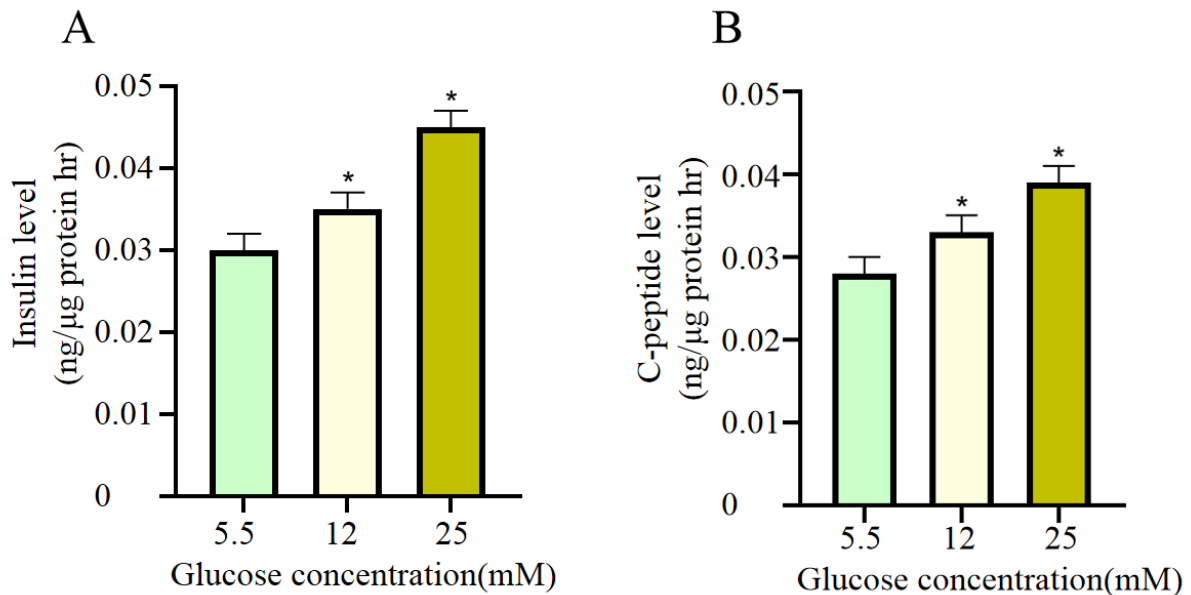 A
Insulin level
(ng/µg protein hr)
0.05
0.04
0.03
0.02
0.01
0
*
*
5.5 12 25
Glucose concentration(mM)
B
C-peptide level
(ng/µg protein hr)
0.05
0.04
0.03
0.02
0.01
0
*
*
5.5 12 25
Glucose concentration(mM)